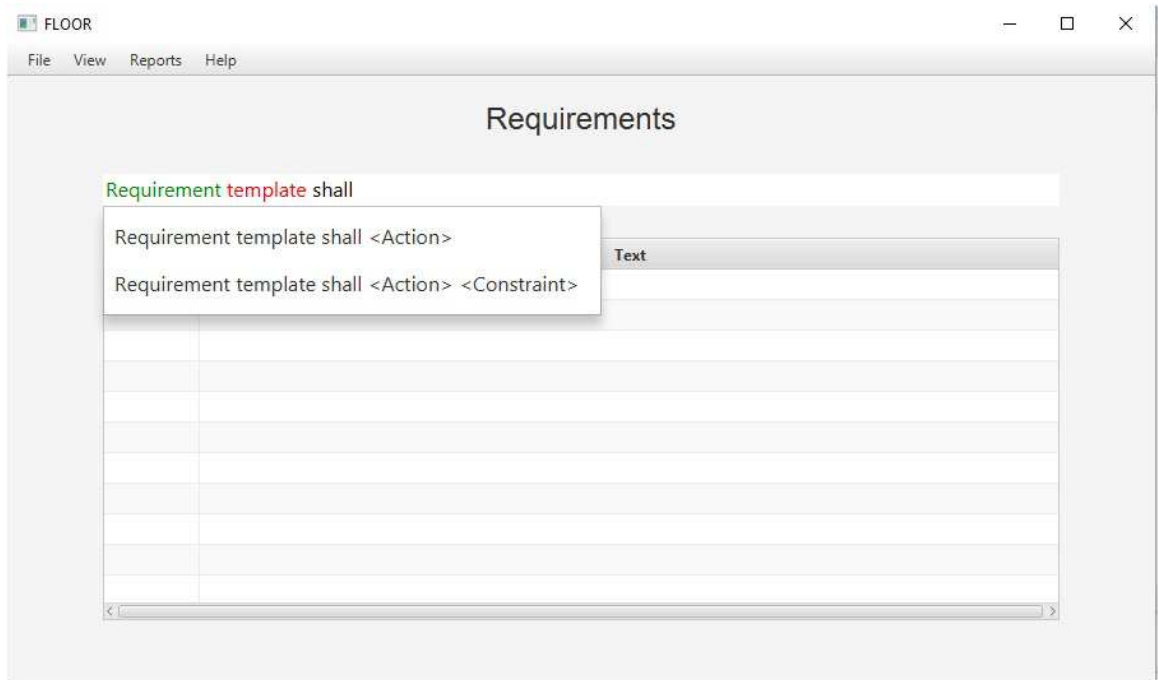 FLOOR
File View Reports Help
Requirements
Requirement template shall
Requirement template shall <Action>
Text
Requirement template shall <Action> <Constraint>